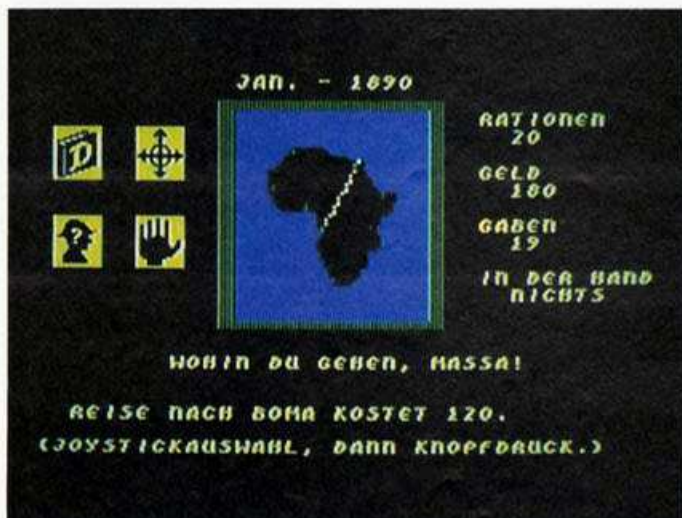 JAN. - 1890
RATIONEN
20
GELD
180
GABEN
19
IN DER HAND
NICHTS
D
?
WOHIN DU GEHEN, MASSA!
REISE NACH BOMA KOSTET 120.
(JOYSTICKAUSWAHL, DANN KNOPFDRUCK.)